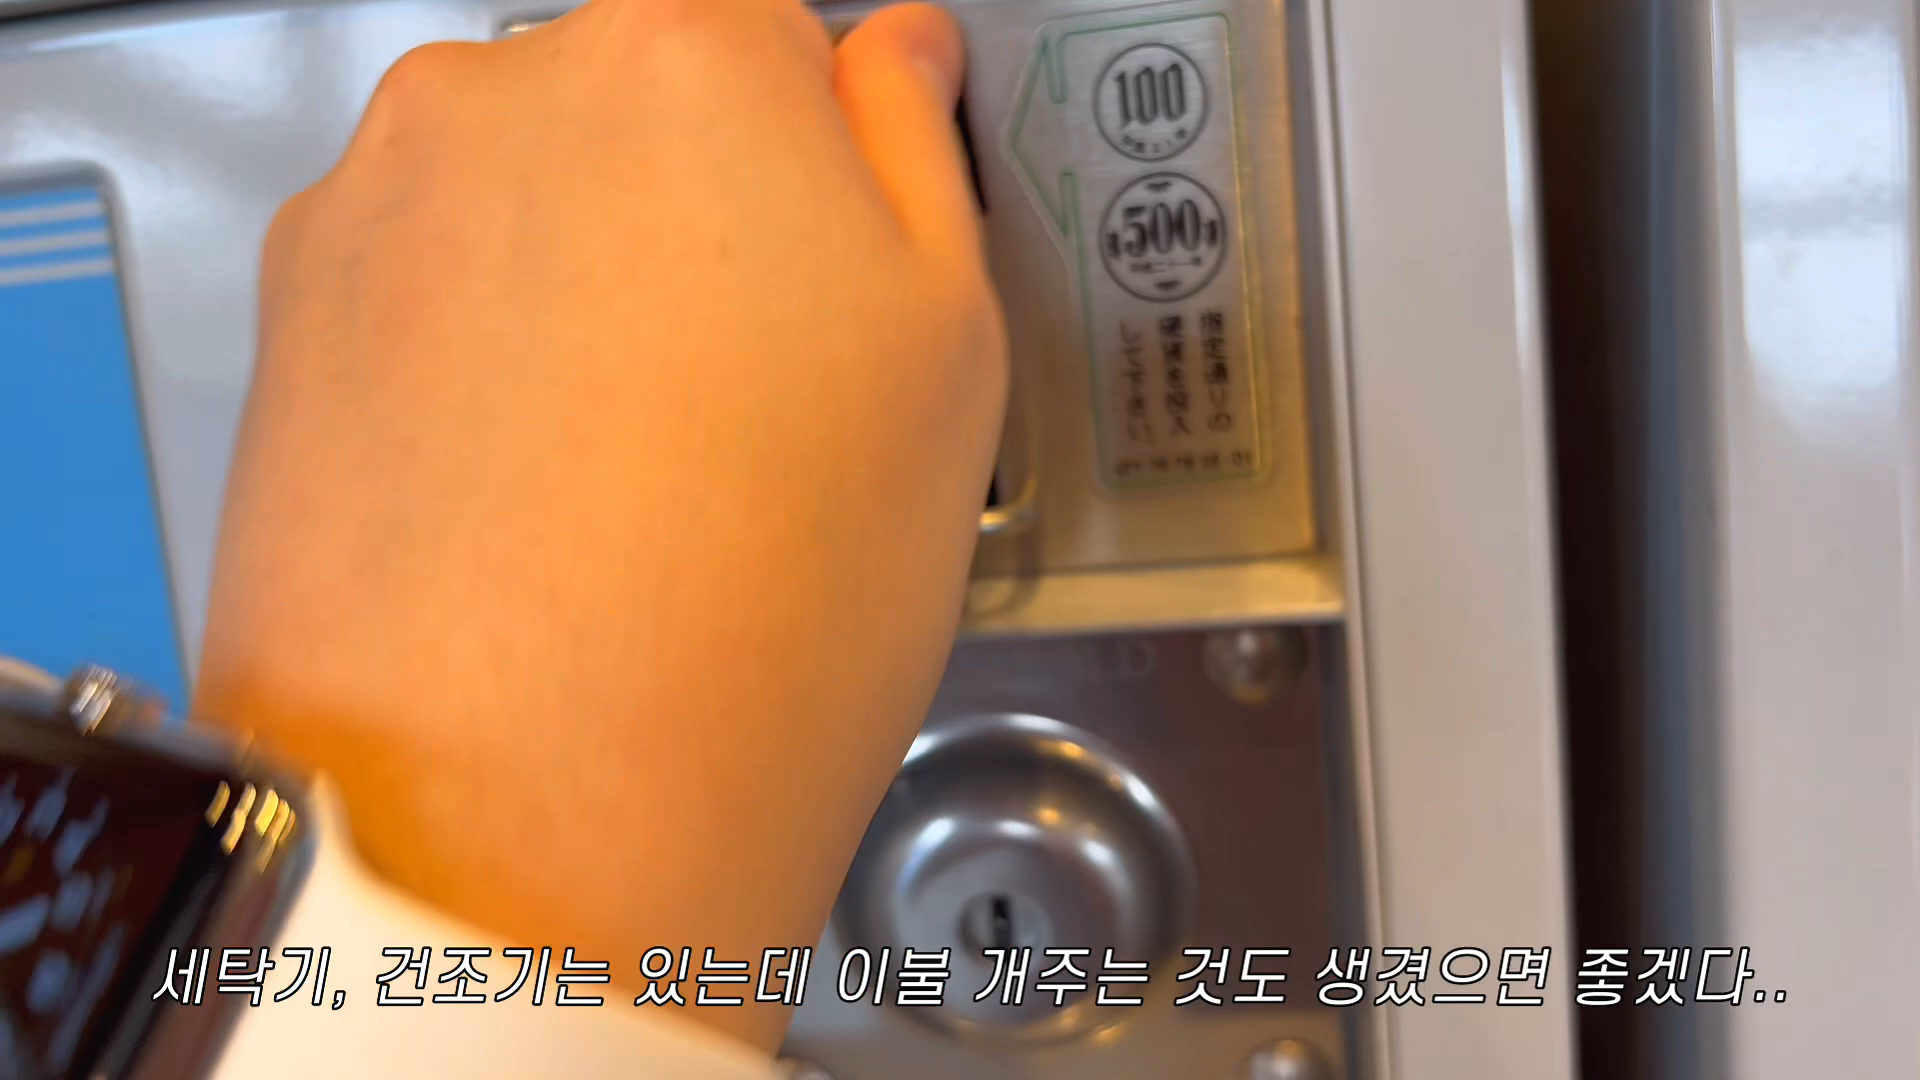 100
500
指定通りの
硬貨を投入
して下さい
세탁기, 건조기는 있는데 이불 개주는 것도 생겼으면 좋겠다..